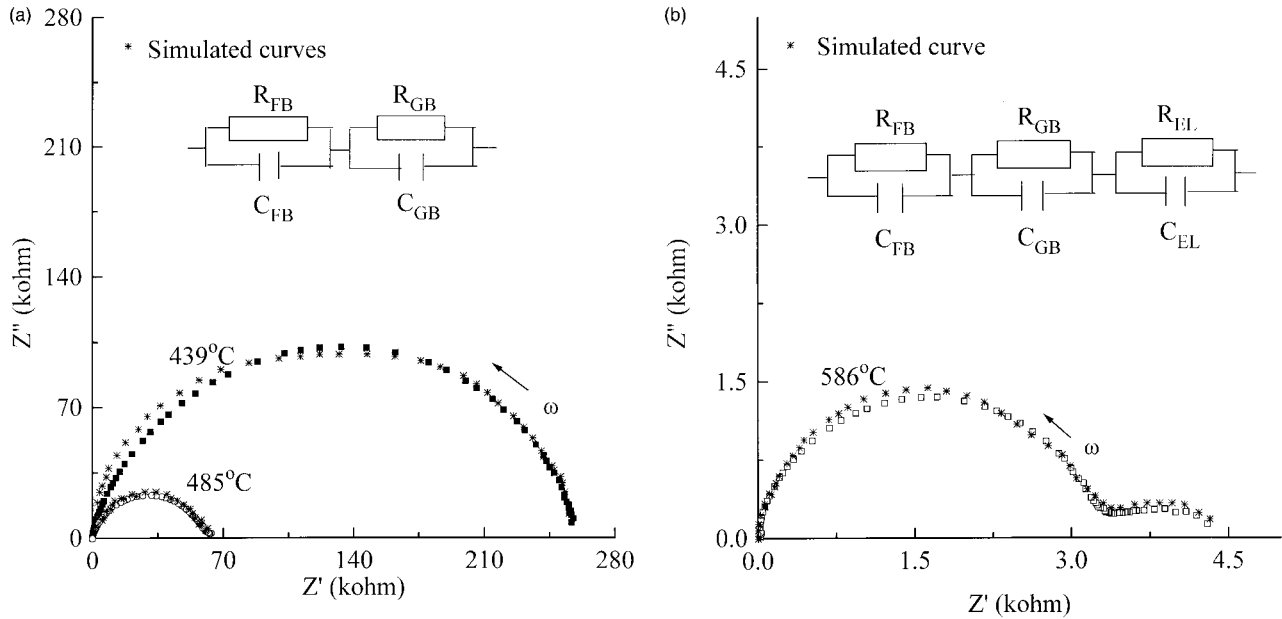 (a)
280
* Simulated curves
R_FB R_GB
210
C_FB C_GB
Z'' (kohm)
140
439°C
70
ω
485°C
0
0 70 140 210 280
Z' (kohm)
(b)
* Simulated curve
4.5
R_FB R_GB R_EL
C_FB C_GB C_EL
3.0
Z'' (kohm)
1.5
586°C
ω
0.0
0.0 1.5 3.0 4.5
Z' (kohm)